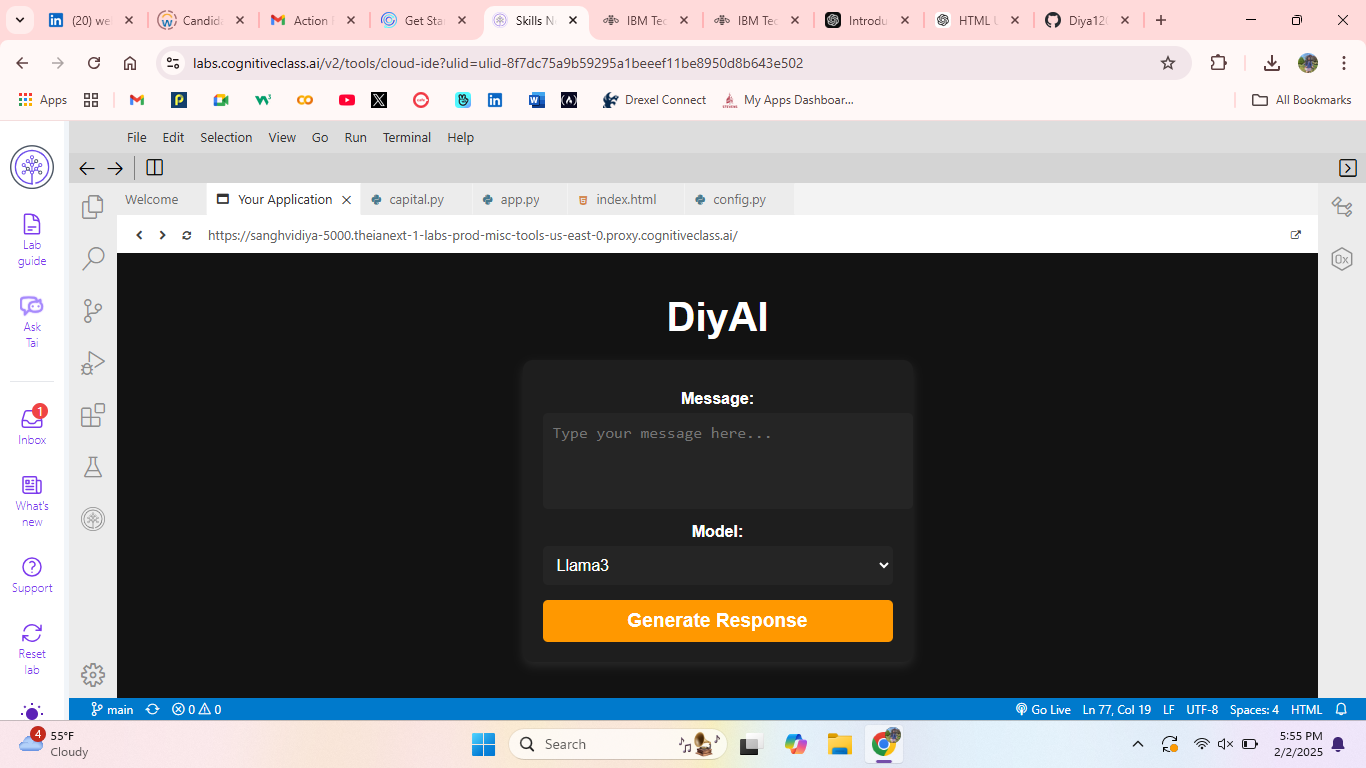 (20) we
Candida
Action
Get Sta
Skills N
IBM Tec
IBM Tec
Introdu
HTML U
Diya120
labs.cognitiveclass.ai/v2/tools/cloud-ide?ulid=ulid-8f7dc75a9b59295a1beeef11be8950d8b643e502
Apps
Drexel Connect
My Apps Dashboar...
All Bookmarks
File Edit Selection View Go Run Terminal Help
Lab
guide
Ask
Tai
1
Inbox
What's
new
Support
Reset
lab
Welcome
Your Application
capital.py
app.py
index.html
config.py
https://sanghvidiya-5000.theianext-1-labs-prod-misc-tools-us-east-0.proxy.cognitiveclass.ai/
DiyAI
Message:
Type your message here...
Model:
Llama3
Generate Response
main
0
0
Go Live
Ln 77, Col 19
LF
UTF-8
Spaces: 4
HTML
4
55°F
Cloudy
Search
5:55 PM
2/2/2025